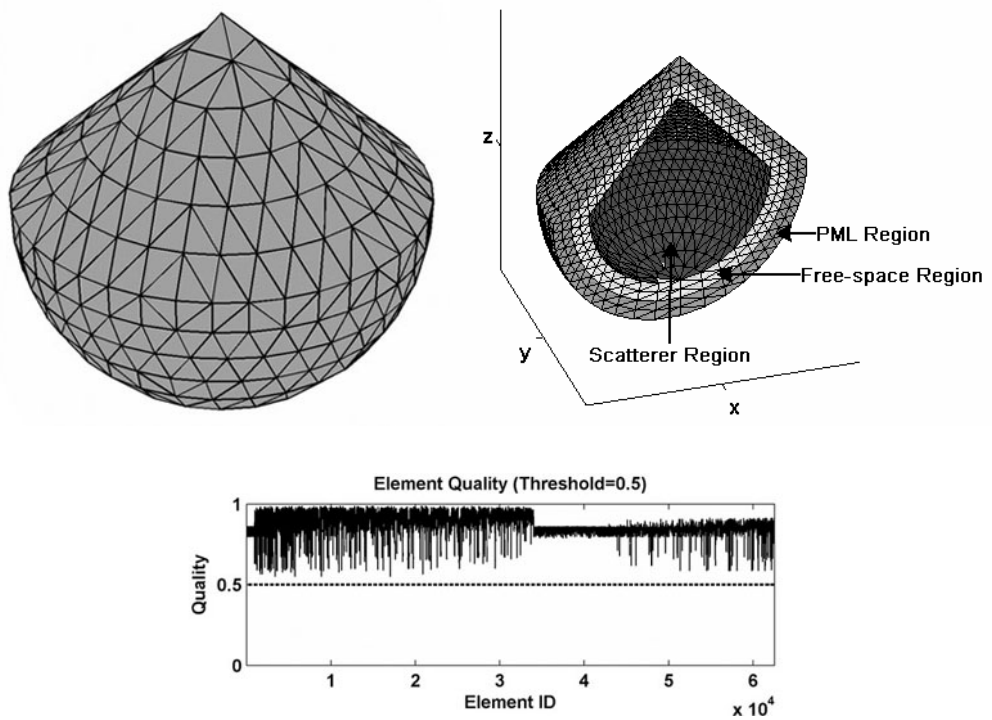 z
PML Region
Free-space Region
Scatterer Region
y
x
Element Quality (Threshold=0.5)
1
Quality
0.5
0
1 2 3 4 5 6
Element ID
x 10^4